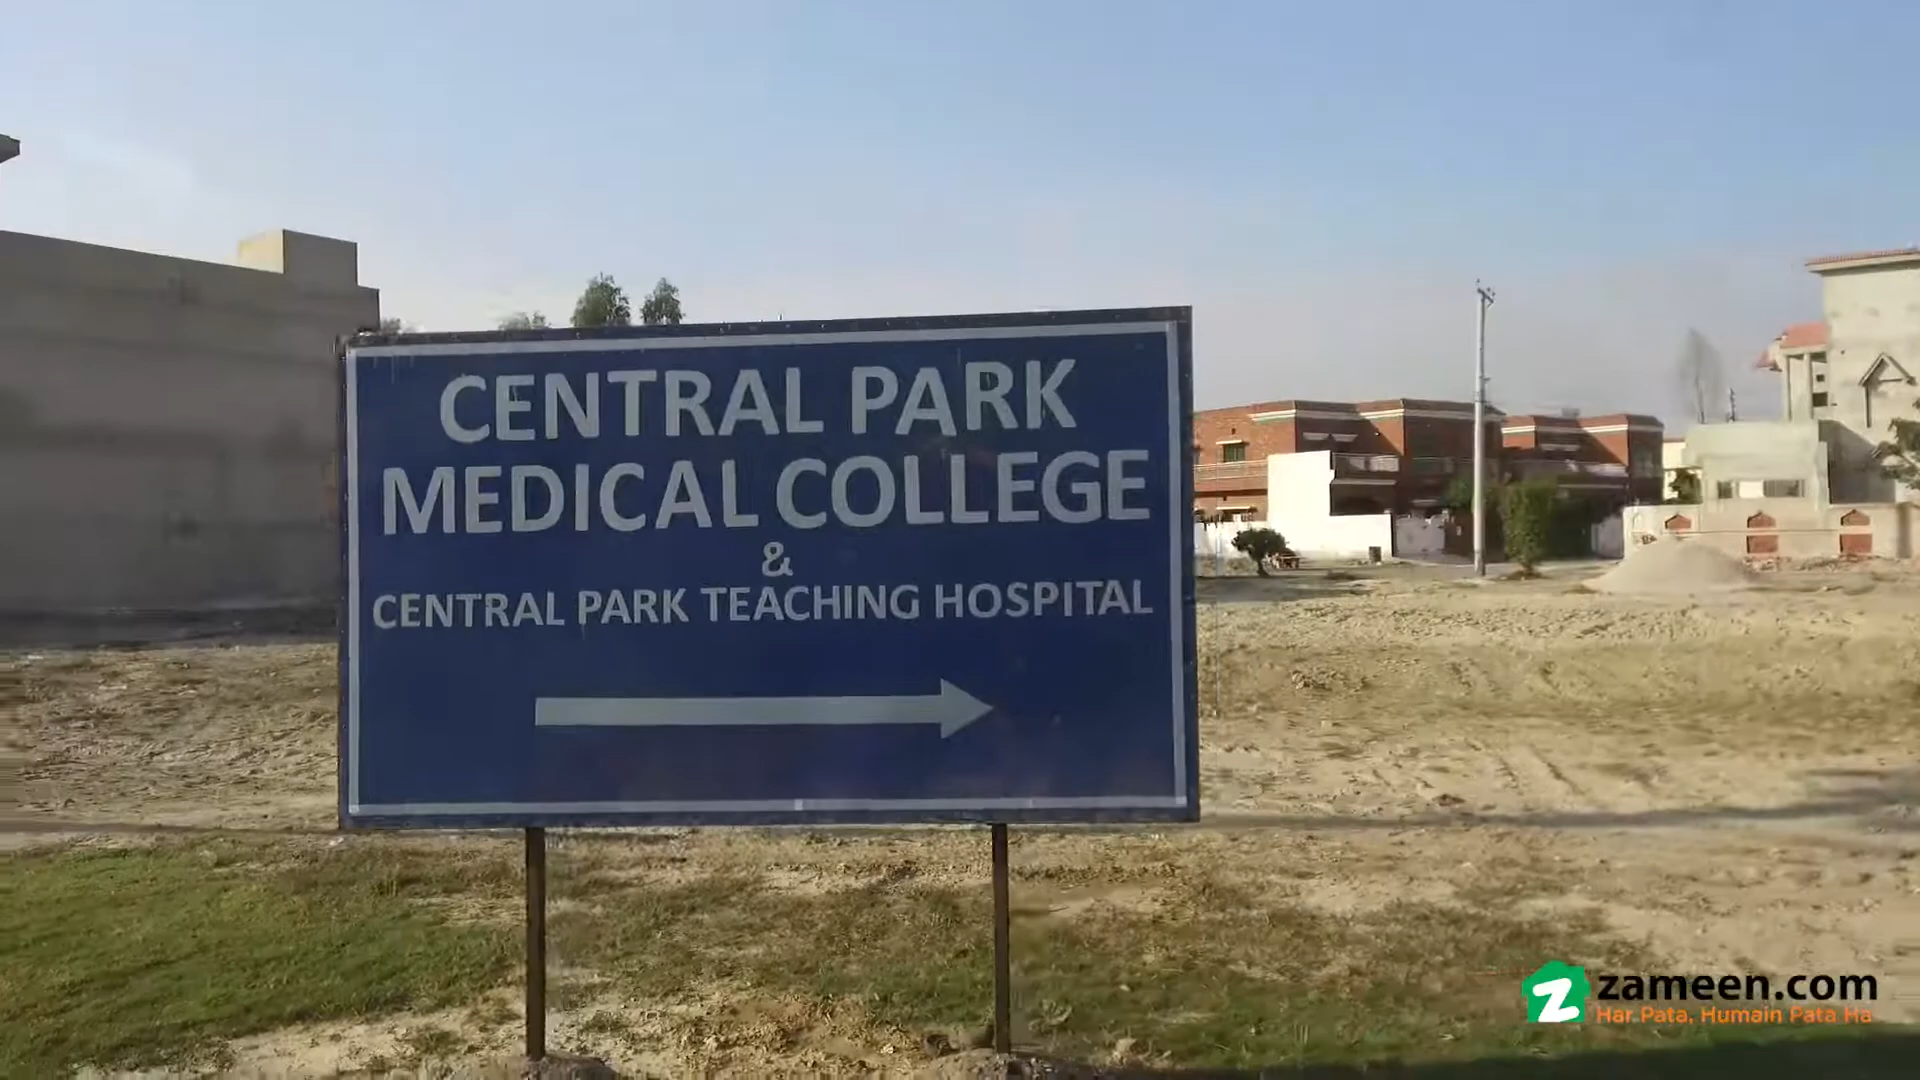 CENTRAL PARK
MEDICAL COLLEGE
&
CENTRAL PARK TEACHING HOSPITAL
zameen.com
Har Pata, Humain Pata Ha